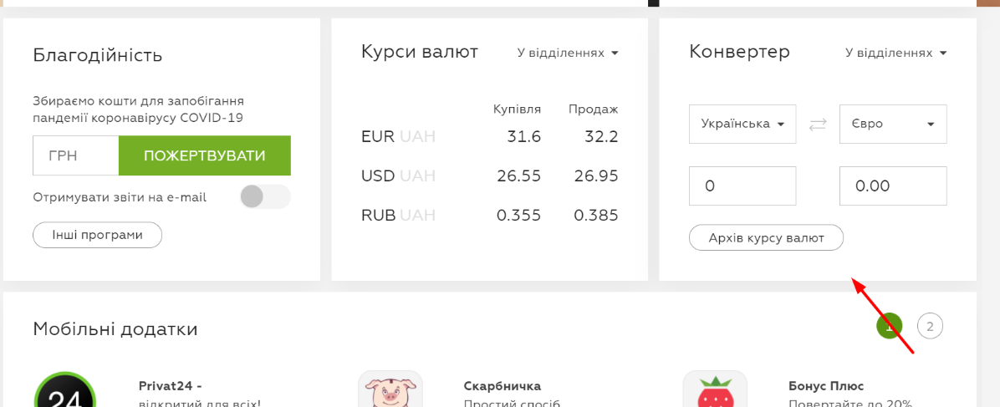 Благодійність
Збираємо кошти для запобігання
пандемії коронавірусу COVID-19
ГРН ПОЖЕРТВУВАТИ
Отримувати звіти на e-mail
Інші програми
Курси валют У відділеннях
Купівля Продаж
EUR UAH 31.6 32.2
USD UAH 26.55 26.95
RUB UAH 0.355 0.385
Конвертер У відділеннях
Українська Євро
0 0.00
Архів курсу валют
Мобільні додатки 1 2
24
Privat24 -
відкритий для всіх!
Скарбничка
Простий спосіб
Бонус Плюс
Повертайте до 20%